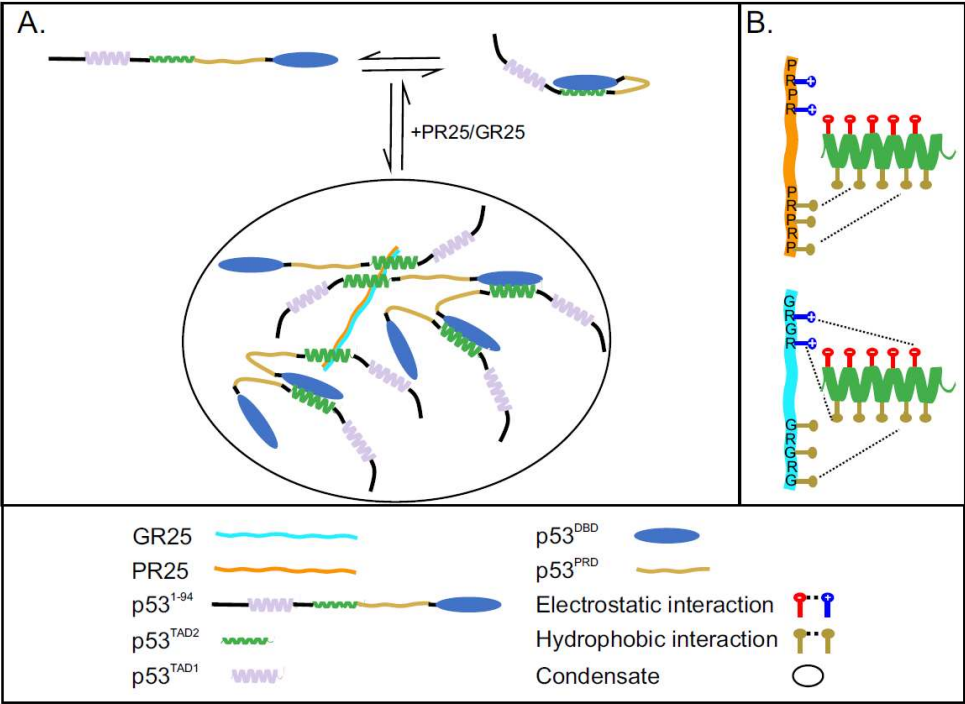 A.
B.
+PR25/GR25
P
R
P
R
P
R
P
R
P
G
R
G
R
G
R
G
R
G
GR25
PR25
p53¹⁻⁹⁴
p53ᵀᴬᴰ²
p53ᵀᴬᴰ¹
p53ᴰᴮᴰ
p53ᴾᴿᴰ
Electrostatic interaction
Hydrophobic interaction
Condensate